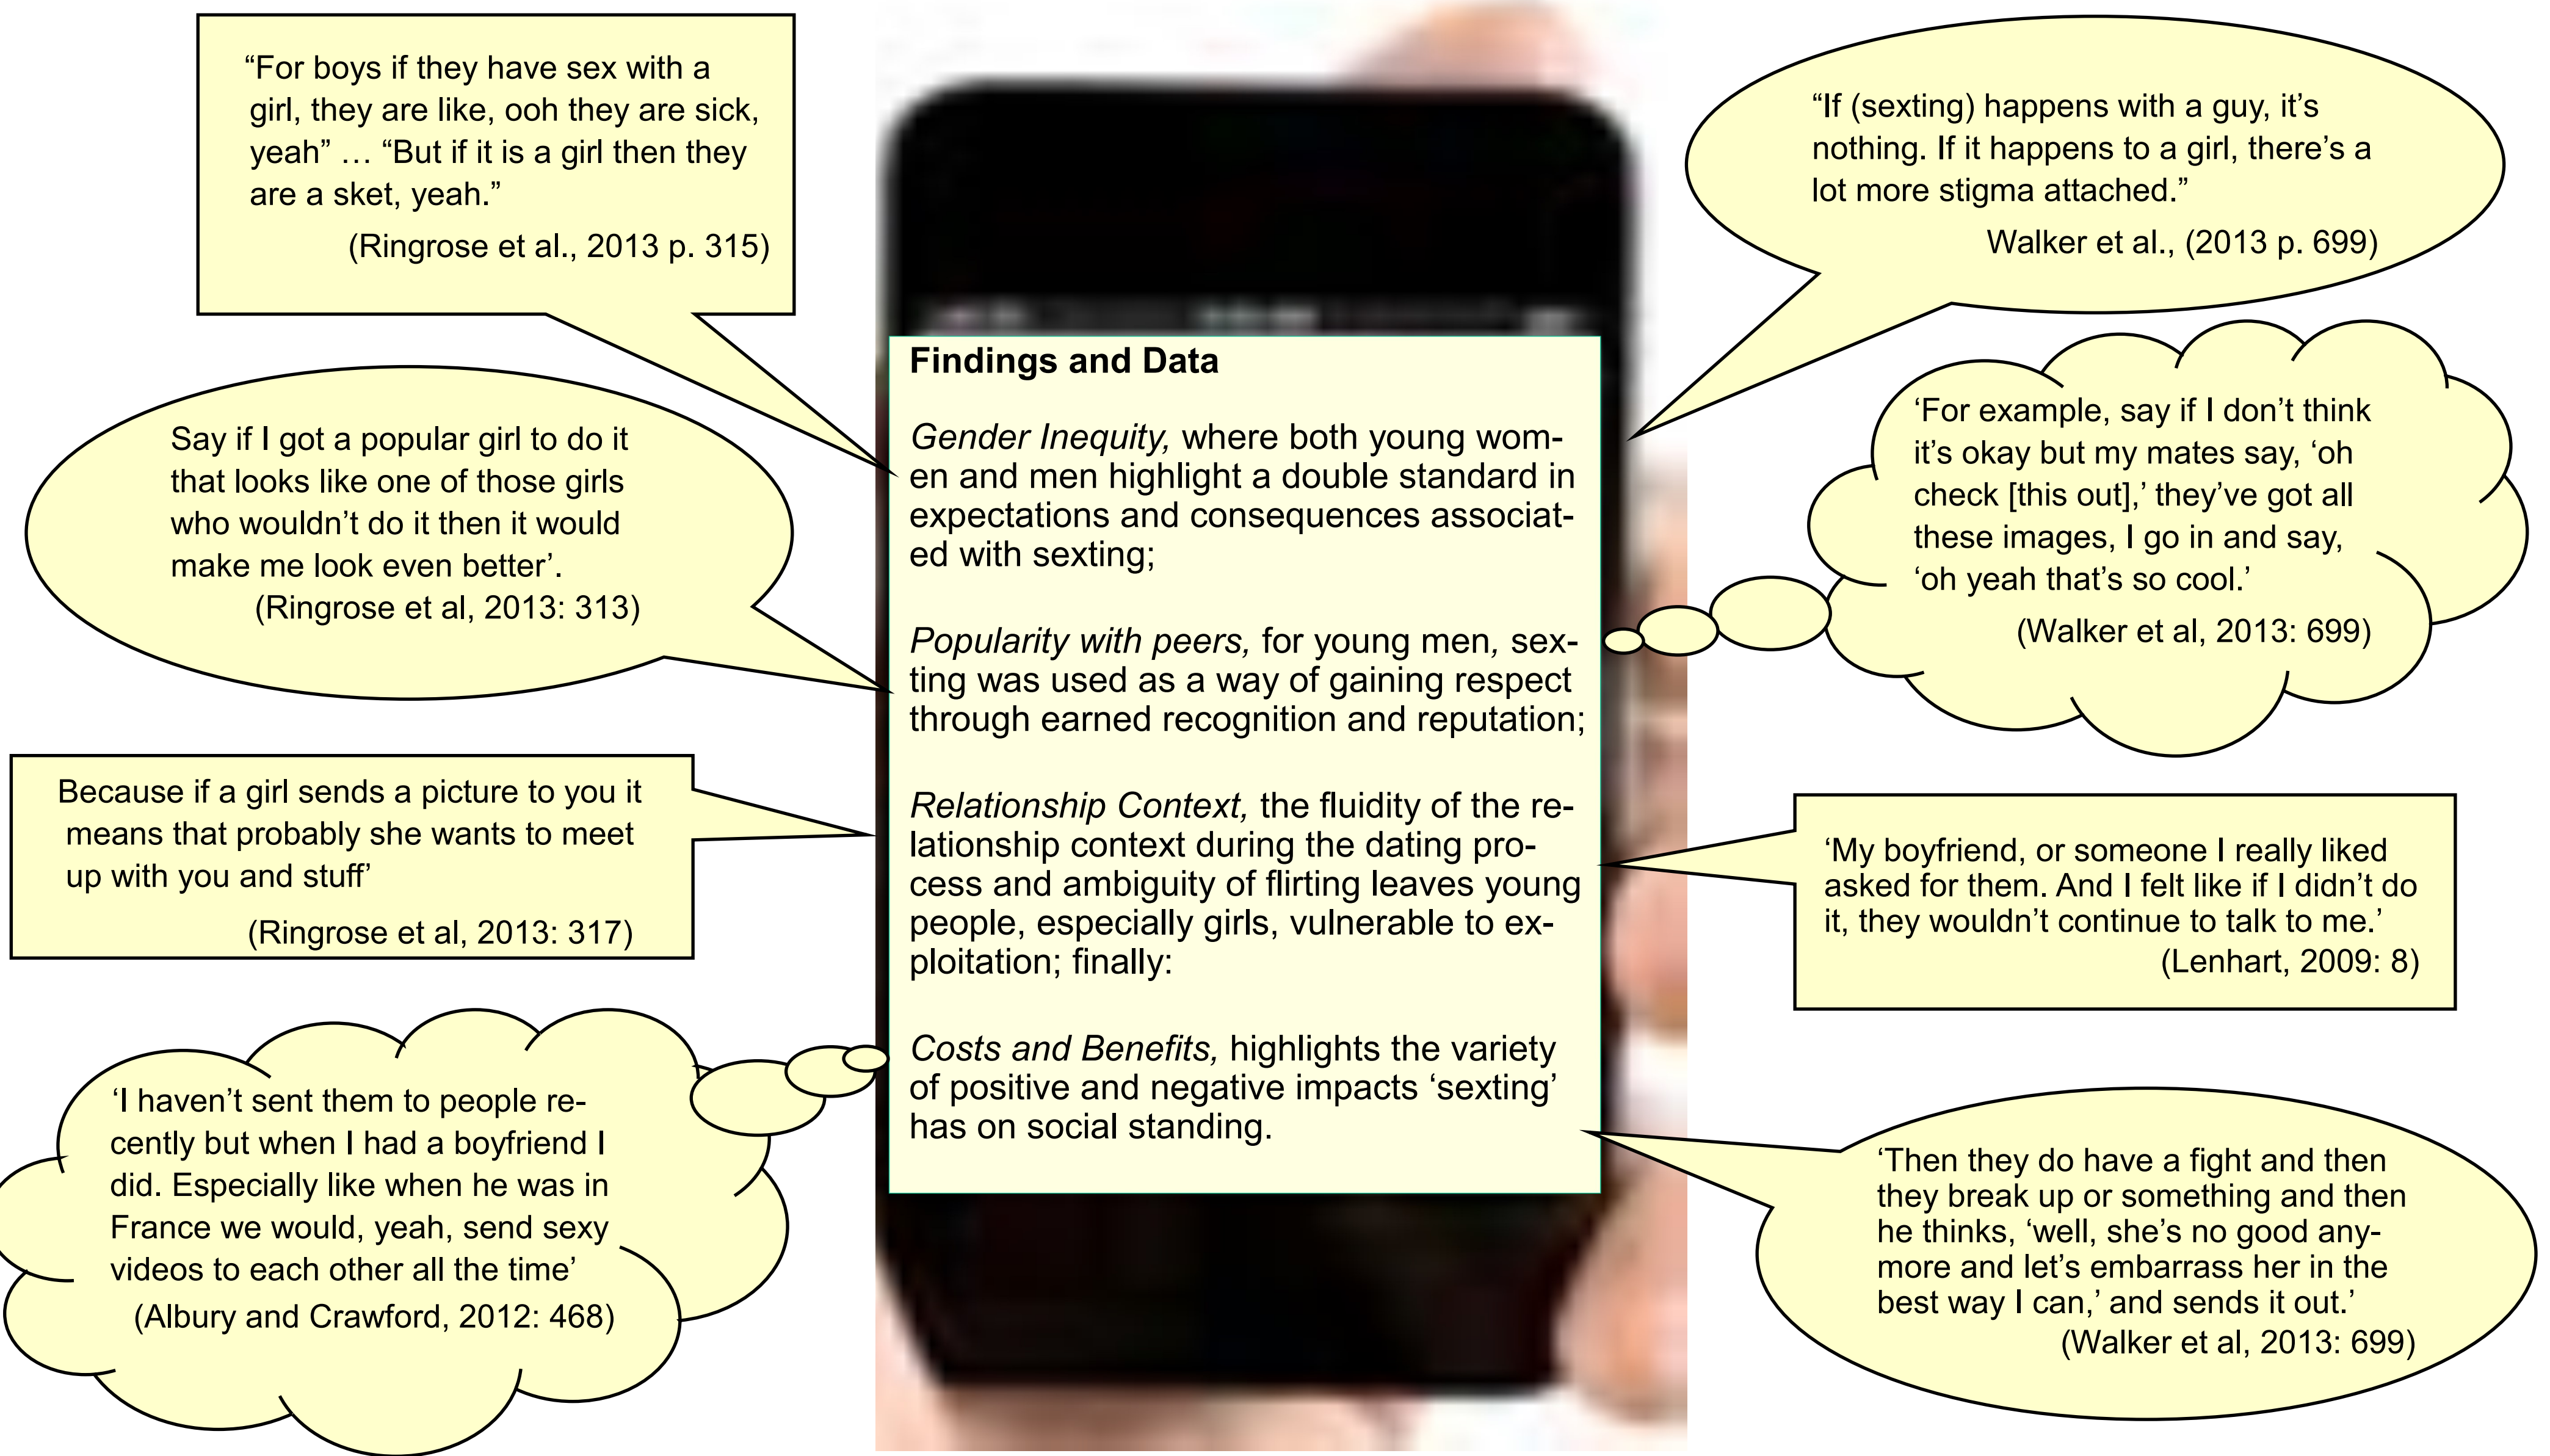 “For boys if they have sex with a
girl, they are like, ooh they are sick,
yeah” … “But if it is a girl then they
are a sket, yeah.”
(Ringrose et al., 2013 p. 315)
Say if I got a popular girl to do it
that looks like one of those girls
who wouldn’t do it then it would
make me look even better’.
(Ringrose et al, 2013: 313)
Because if a girl sends a picture to you it
means that probably she wants to meet
up with you and stuff’
(Ringrose et al, 2013: 317)
‘I haven’t sent them to people re-
cently but when I had a boyfriend I
did. Especially like when he was in
France we would, yeah, send sexy
videos to each other all the time’
(Albury and Crawford, 2012: 468)
Findings and Data
Gender Inequity, where both young wom-
en and men highlight a double standard in
expectations and consequences associat-
ed with sexting;
Popularity with peers, for young men, sex-
ting was used as a way of gaining respect
through earned recognition and reputation;
Relationship Context, the fluidity of the re-
lationship context during the dating pro-
cess and ambiguity of flirting leaves young
people, especially girls, vulnerable to ex-
ploitation; finally:
Costs and Benefits, highlights the variety
of positive and negative impacts ‘sexting’
has on social standing.
“If (sexting) happens with a guy, it’s
nothing. If it happens to a girl, there’s a
lot more stigma attached.”
Walker et al., (2013 p. 699)
‘For example, say if I don’t think
it’s okay but my mates say, ‘oh
check [this out],’ they’ve got all
these images, I go in and say,
‘oh yeah that’s so cool.’
(Walker et al, 2013: 699)
‘My boyfriend, or someone I really liked
asked for them. And I felt like if I didn’t do
it, they wouldn’t continue to talk to me.’
(Lenhart, 2009: 8)
‘Then they do have a fight and then
they break up or something and then
he thinks, ‘well, she’s no good any-
more and let’s embarrass her in the
best way I can,’ and sends it out.’
(Walker et al, 2013: 699)